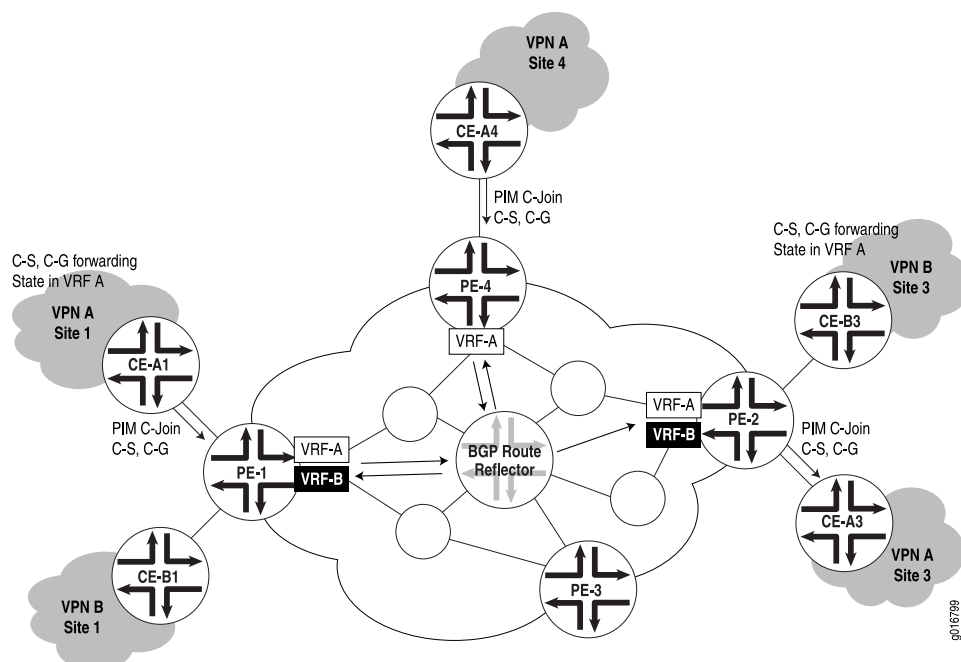 VPN A
Site 4
CE-A4
PIM C-Join
C-S, C-G
C-S, C-G forwarding
State in VRF A
VPN A
Site 1
CE-A1
PIM C-Join
C-S, C-G
PE-4
VRF-A
C-S, C-G forwarding
State in VRF A
VPN B
Site 3
CE-B3
VRF-A
VRF-B
PE-2
PIM C-Join
C-S, C-G
PE-1
VRF-A
VRF-B
BGP Route
Reflector
CE-A3
VPN A
Site 3
CE-B1
VPN B
Site 1
PE-3
g016799